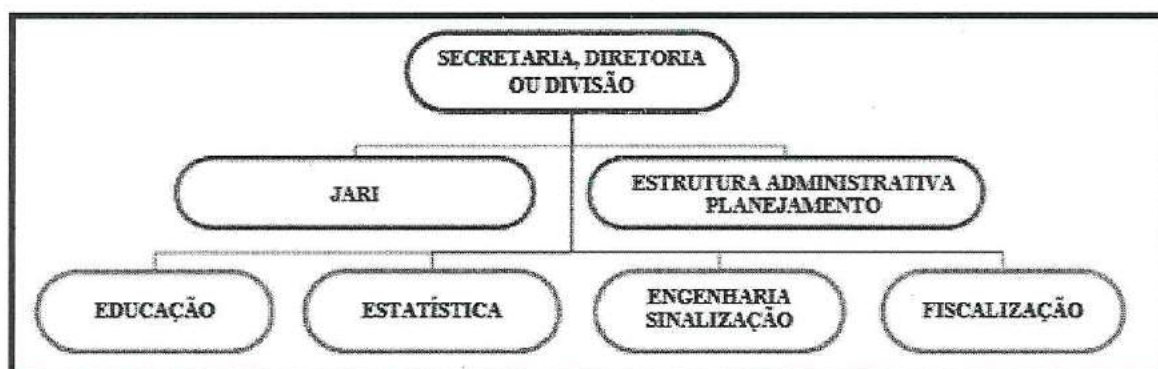 SECRETARIA, DIRETORIA
OU DIVISÃO
JARI
ESTRUTURA ADMINISTRATIVA
PLANEJAMENTO
EDUCAÇÃO
ESTATÍSTICA
ENGENHARIA
SINALIZAÇÃO
FISCALIZAÇÃO